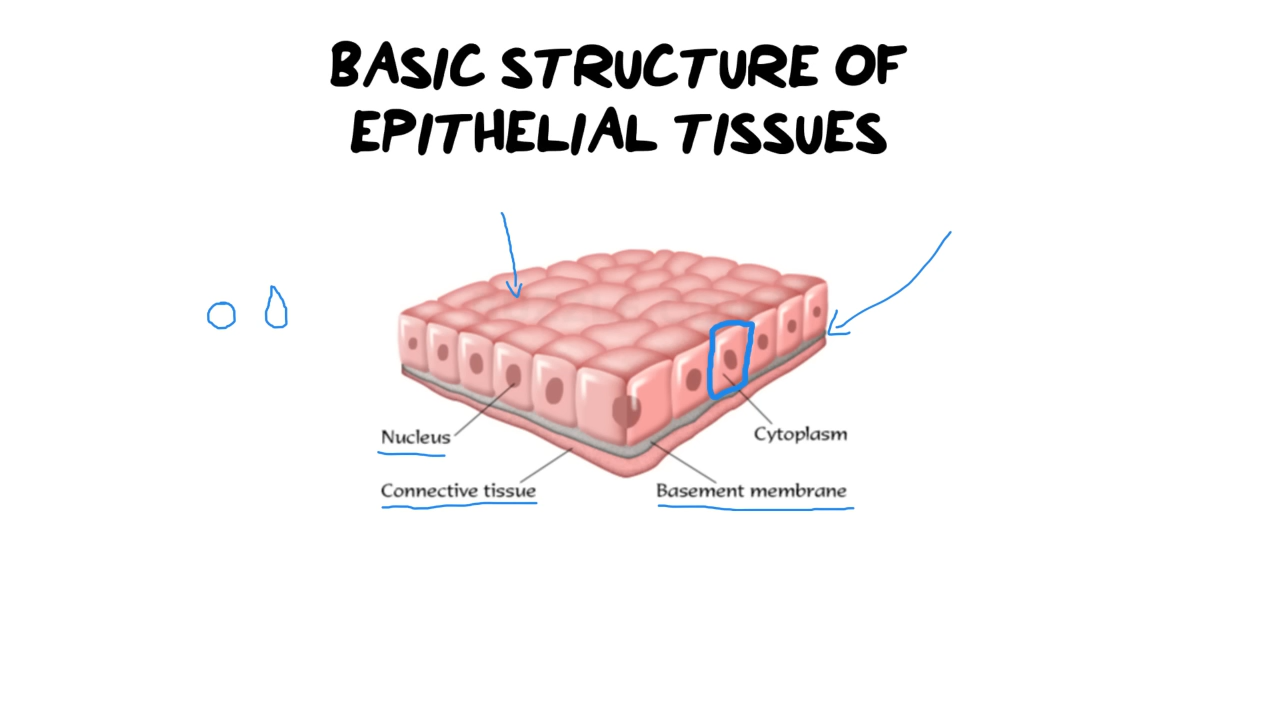 BASIC STRUCTURE OF
EPITHELIAL TISSUES
Nucleus
Cytoplasm
Connective tissue
Basement membrane